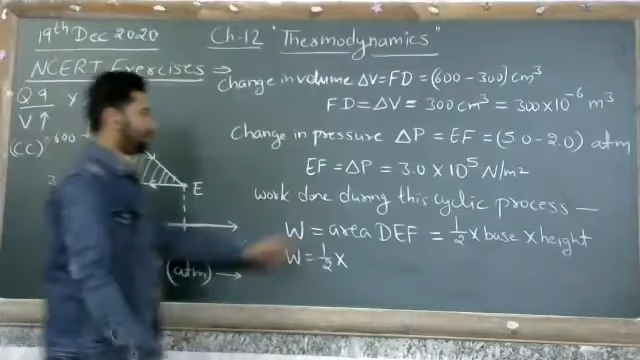 19th Dec 2020 Ch-12 "Thermodynamics"
NCERT Exercises ⇒
change in volume ΔV = FD = (600 - 300) cm³
Q 9
FD = ΔV = 300 cm³ = 300 × 10⁻⁶ m³
V ↑
(CC) 600
change in pressure ΔP = EF = (5.0 - 2.0) atm
EF = ΔP = 3.0 × 10⁵ N/m²
3
E
work done during this cyclic process —
W = area DEF = ½ × base × height
W = ½ ×
(atm) →